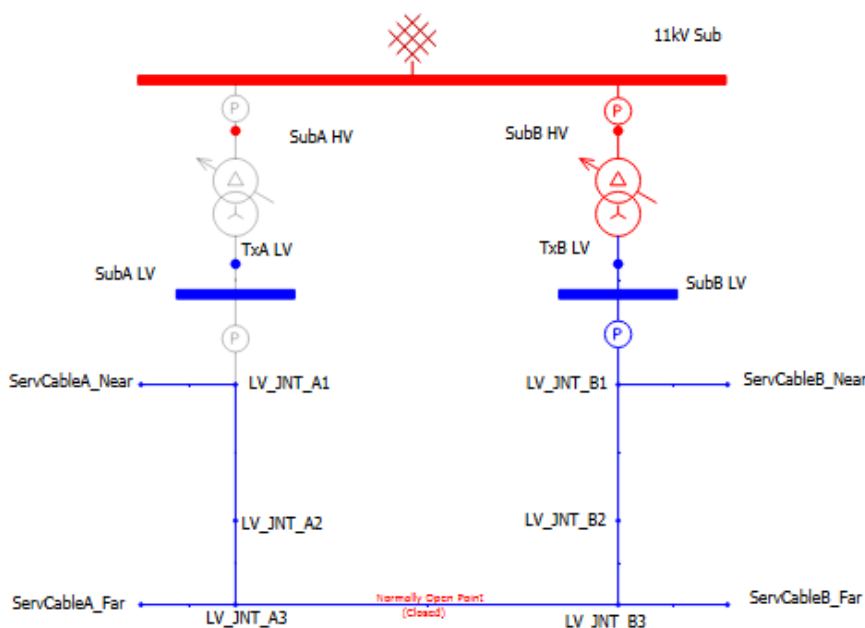 11kV Sub
P
P
SubA HV
SubB HV
TxA LV
TxB LV
SubA LV
SubB LV
P
P
ServCableA_Near
LV_JNT_A1
LV_JNT_B1
ServCableB_Near
LV_JNT_A2
LV_JNT_B2
Normally Open Point
(Closed)
ServCableA_Far
ServCableB_Far
LV_JNT_A3
LV_JNT_B3